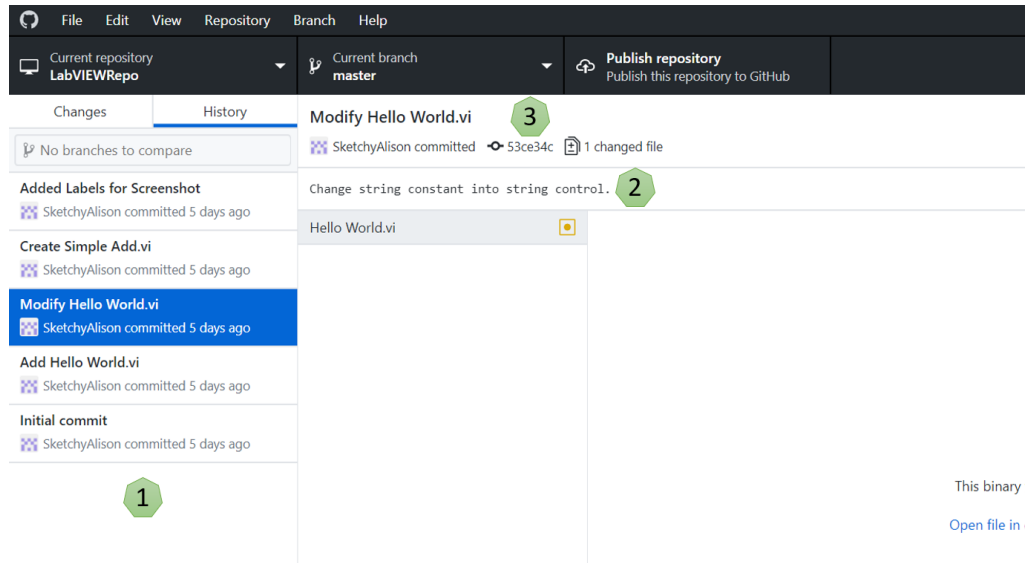 File Edit View Repository Branch Help
Current repository
LabVIEWRepo
Current branch
master
Publish repository
Publish this repository to GitHub
Changes History
No branches to compare
Added Labels for Screenshot
SketchyAlison committed 5 days ago
Create Simple Add.vi
SketchyAlison committed 5 days ago
Modify Hello World.vi
SketchyAlison committed 5 days ago
Add Hello World.vi
SketchyAlison committed 5 days ago
Initial commit
SketchyAlison committed 5 days ago
1
Modify Hello World.vi 3
SketchyAlison committed 53ce34c 1 changed file
Change string constant into string control. 2
Hello World.vi
This binary
Open file in